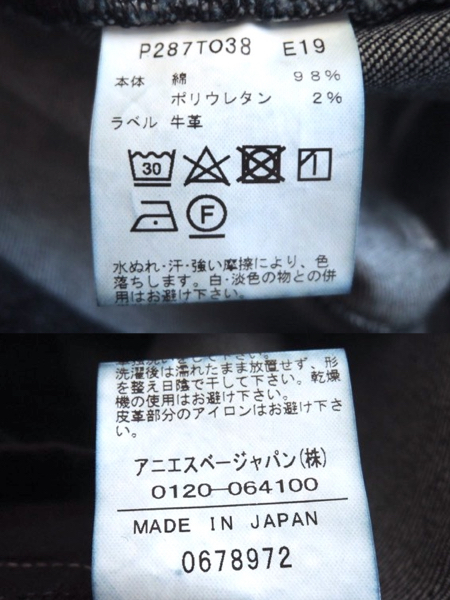 P287TO38 E19
本体 綿 98%
ポリウレタン 2%
ラベル 牛革
30
F
水ぬれ・汗・強い摩擦により、色
落ちします。白・淡色の物との併
用はお避け下さい。
洗濯後は濡れたまま放置せず、形
を整え日陰で干して下さい。乾燥
機の使用はお避け下さい。
皮革部分のアイロンはお避け下さ
い。
アニエスベージャパン(株)
0120-064100
MADE IN JAPAN
0678972